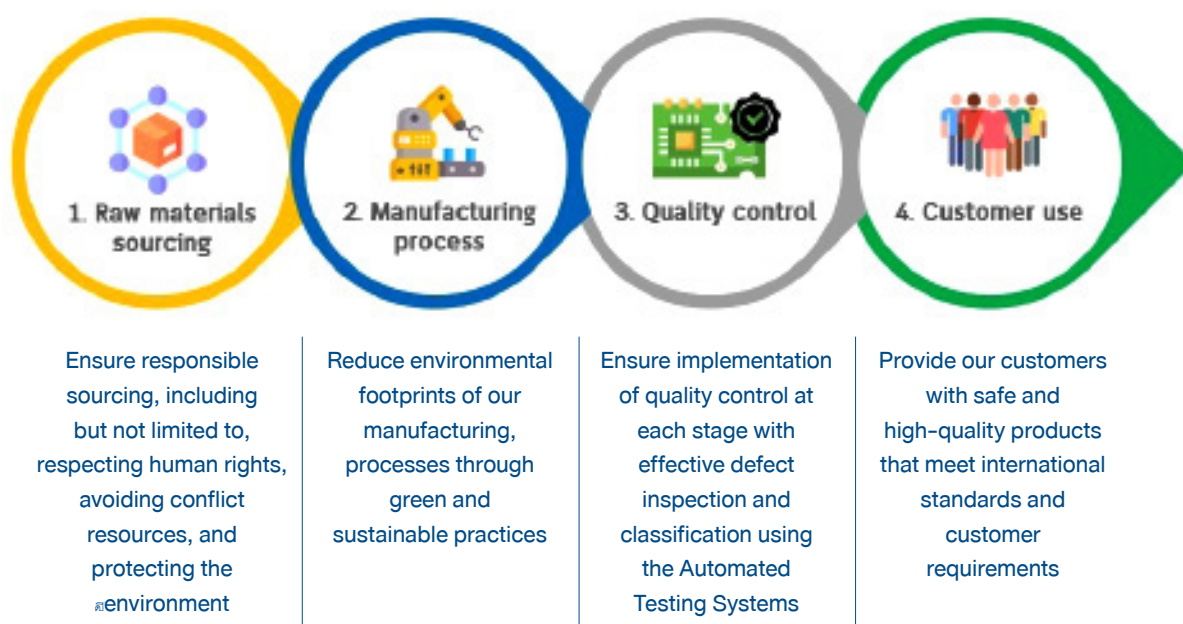 1. Raw materials
sourcing
2. Manufacturing
process
3. Quality control
4. Customer use
Ensure responsible
sourcing, including
but not limited to,
respecting human rights,
avoiding conflict
resources, and
protecting the
environment
Reduce environmental
footprints of our
manufacturing,
processes through
green and
sustainable practices
Ensure implementation
of quality control at
each stage with
effective defect
inspection and
classification using
the Automated
Testing Systems
Provide our customers
with safe and
high-quality products
that meet international
standards and
customer
requirements